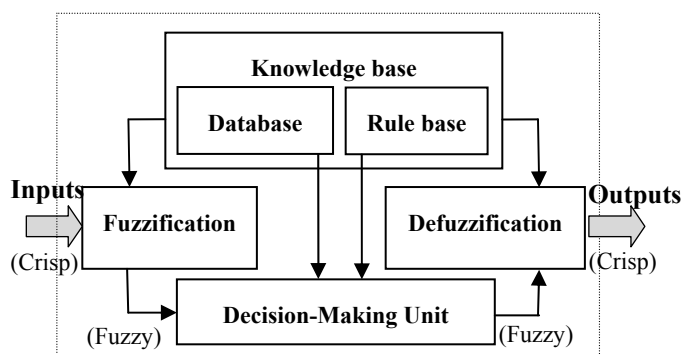 Knowledge base
Database
Rule base
Inputs
Outputs
Fuzzification
Defuzzification
(Crisp)
(Crisp)
Decision-Making Unit
(Fuzzy)
(Fuzzy)